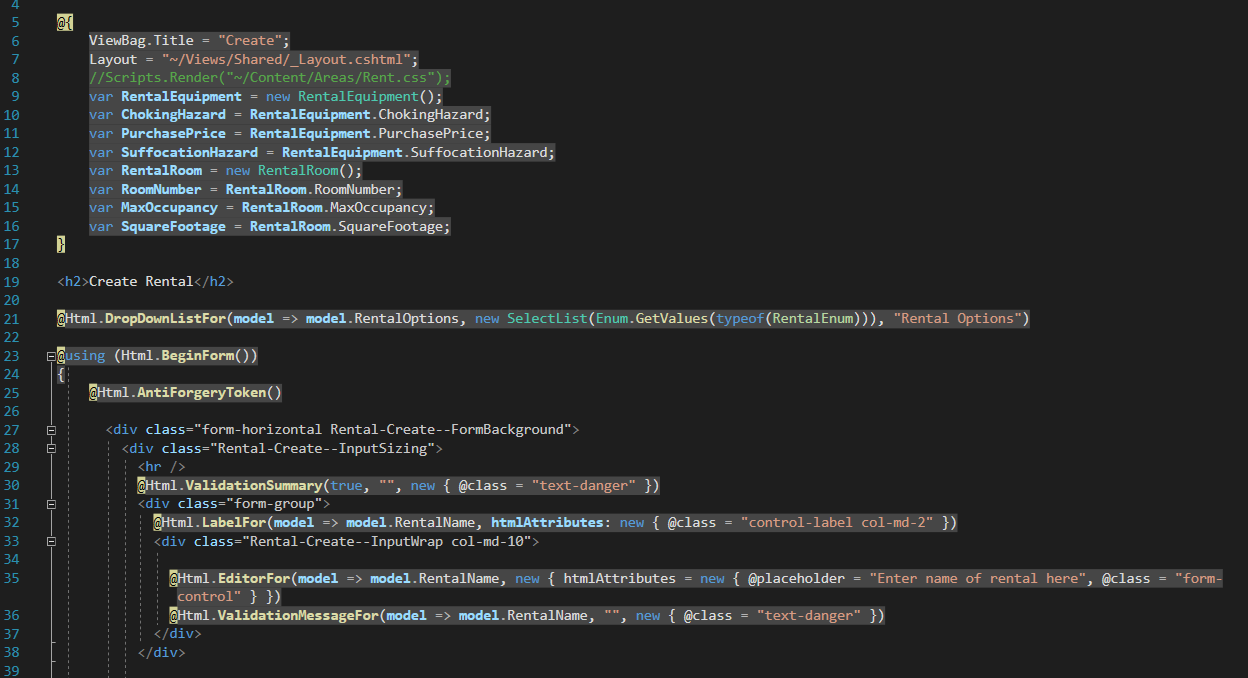 4
5 @{
6 ViewBag.Title = "Create";
7 Layout = "~/Views/Shared/_Layout.cshtml";
8 //Scripts.Render("~/Content/Areas/Rent.css");
9 var RentalEquipment = new RentalEquipment();
10 var ChokingHazard = RentalEquipment.ChokingHazard;
11 var PurchasePrice = RentalEquipment.PurchasePrice;
12 var SuffocationHazard = RentalEquipment.SuffocationHazard;
13 var RentalRoom = new RentalRoom();
14 var RoomNumber = RentalRoom.RoomNumber;
15 var MaxOccupancy = RentalRoom.MaxOccupancy;
16 var SquareFootage = RentalRoom.SquareFootage;
17 }
18
19 <h2>Create Rental</h2>
20
21 @Html.DropDownListFor(model => model.RentalOptions, new SelectList(Enum.GetValues(typeof(RentalEnum))), "Rental Options")
22
23 @using (Html.BeginForm())
24 {
25 @Html.AntiForgeryToken()
26
27 <div class="form-horizontal Rental-Create--FormBackground">
28 <div class="Rental-Create--InputSizing">
29 <hr />
30 @Html.ValidationSummary(true, "", new { @class = "text-danger" })
31 <div class="form-group">
32 @Html.LabelFor(model => model.RentalName, htmlAttributes: new { @class = "control-label col-md-2" })
33 <div class="Rental-Create--InputWrap col-md-10">
34
35 @Html.EditorFor(model => model.RentalName, new { htmlAttributes = new { @placeholder = "Enter name of rental here", @class = "form-
control" } })
36 @Html.ValidationMessageFor(model => model.RentalName, "", new { @class = "text-danger" })
37 </div>
38 </div>
39